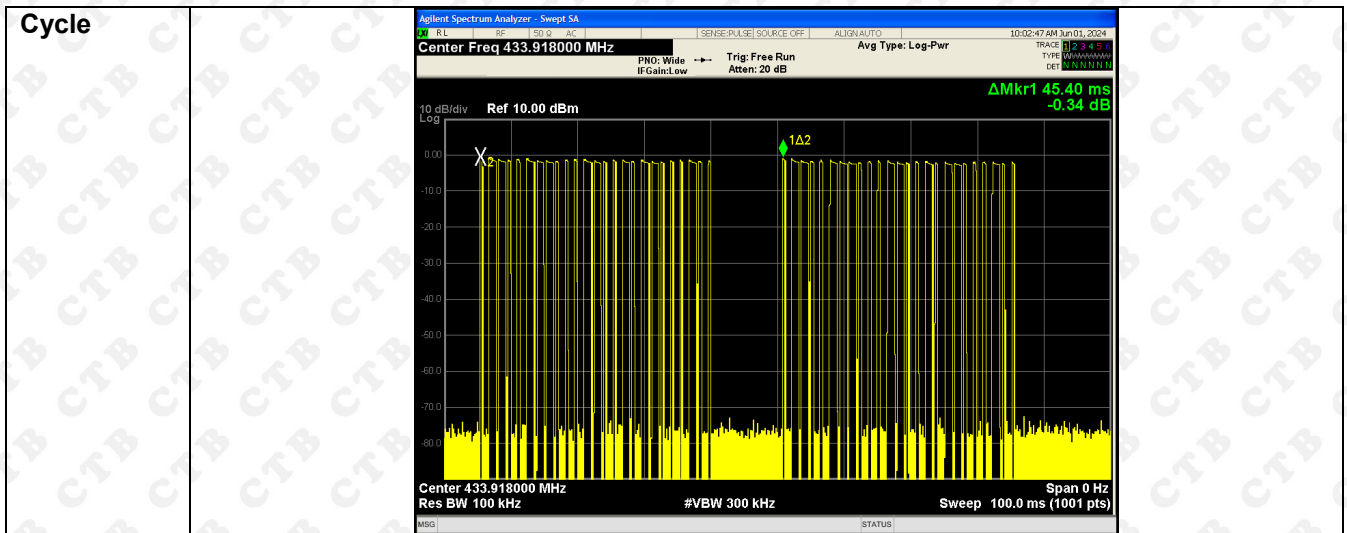 Cycle
Agilent Spectrum Analyzer - Swept SA
LXI RL RF 50 Ω AC SENSE:PULSE SOURCE OFF ALIGN AUTO 10:02:47 AM Jun 01, 2024
Center Freq 433.918000 MHz
PNO: Wide
IFGain:Low
Trig: Free Run
Atten: 20 dB
Avg Type: Log-Pwr
TRACE 1 2 3 4 5 6
TYPE
DET N N N N N N
ΔMkr1 45.40 ms
-0.34 dB
10 dB/div
Log
Ref 10.00 dBm
1Δ2
X2
0.00
-10.0
-20.0
-30.0
-40.0
-50.0
-60.0
-70.0
-80.0
Center 433.918000 MHz Span 0 Hz
Res BW 100 kHz #VBW 300 kHz Sweep 100.0 ms (1001 pts)
MSG STATUS
CTB